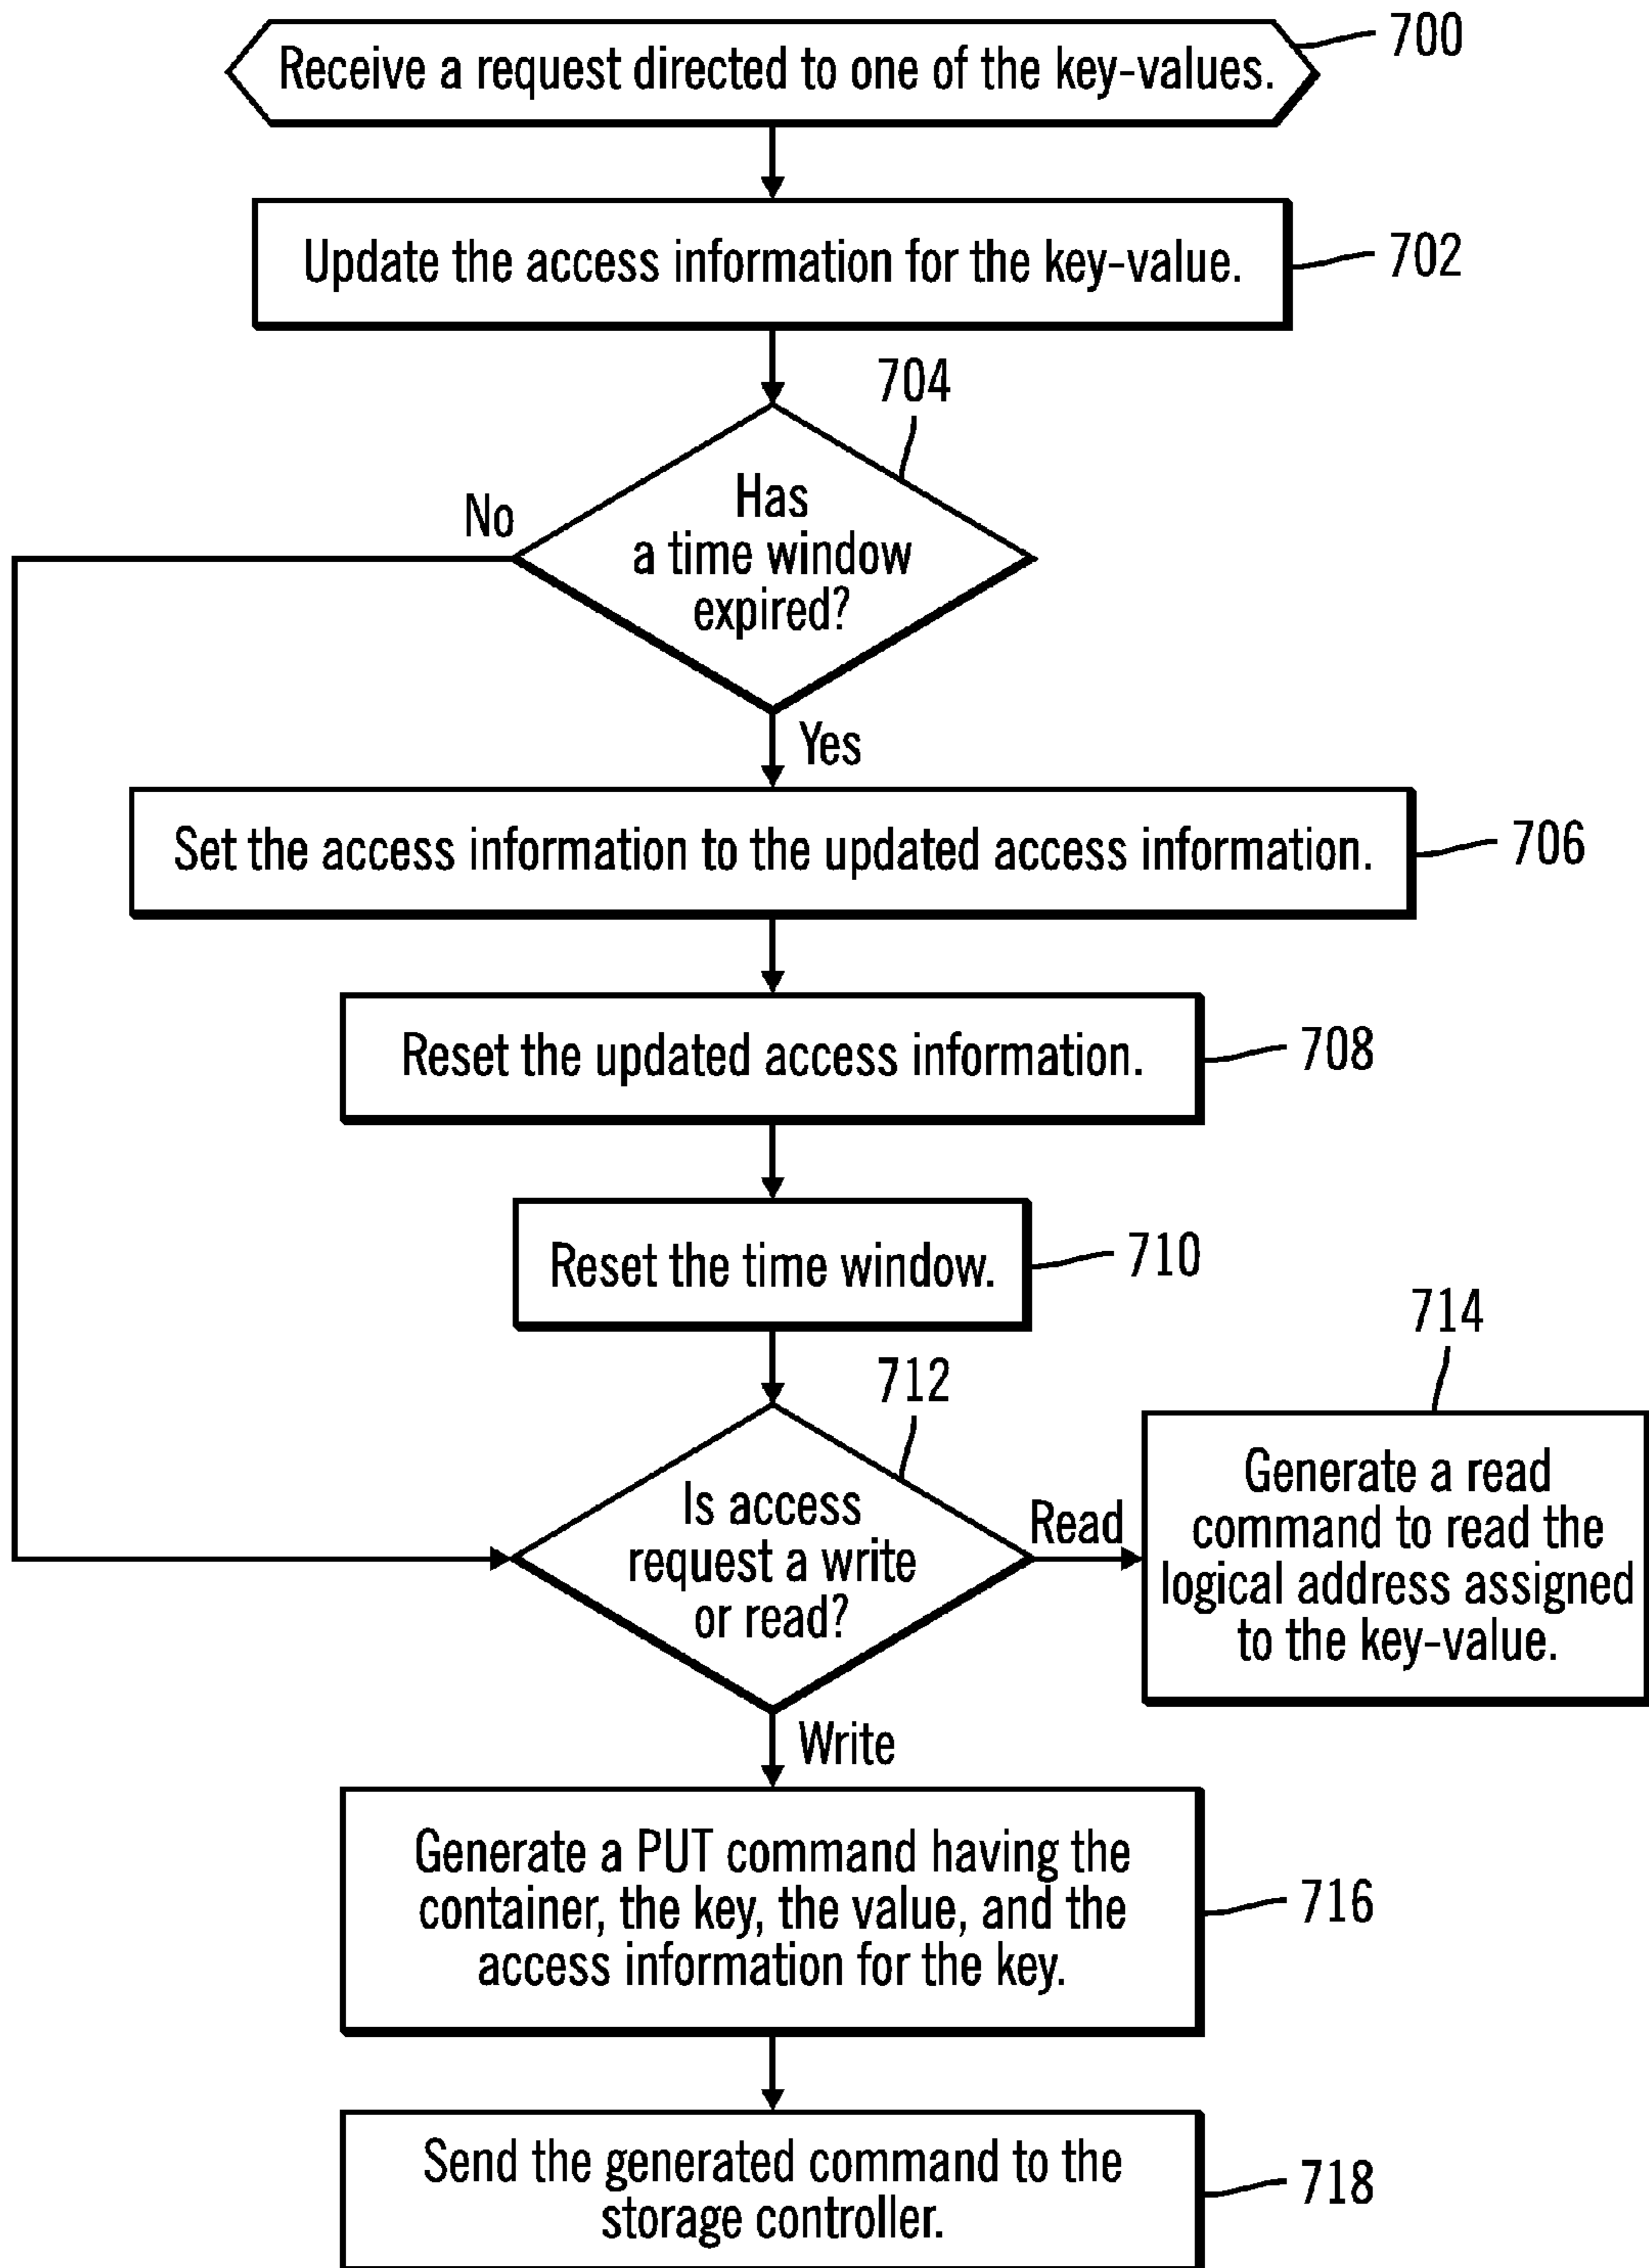 Receive a request directed to one of the key-values.
700
Update the access information for the key-value.
702
704
Has
a time window
expired?
No
Yes
Set the access information to the updated access information.
706
Reset the updated access information.
708
Reset the time window.
710
712
714
Is access
request a write
or read?
Read
Generate a read
command to read the
logical address assigned
to the key-value.
Write
Generate a PUT command having the
container, the key, the value, and the
access information for the key.
716
Send the generated command to the
storage controller.
718